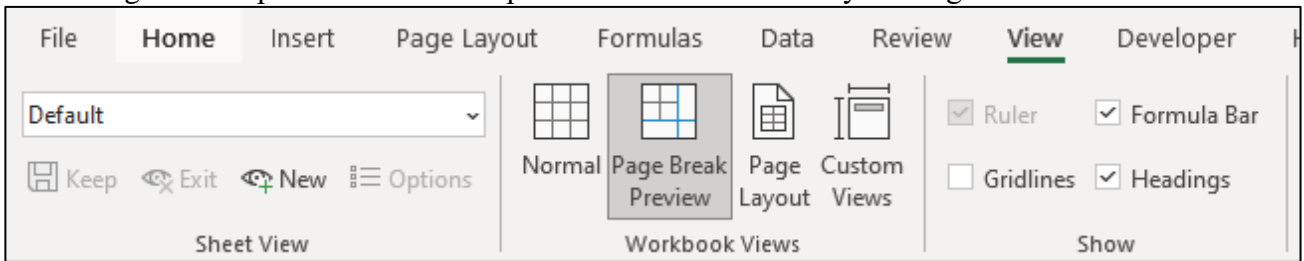 File Home Insert Page Layout Formulas Data Review View Developer
Default
Keep Exit New Options
Normal Page Break Preview Page Layout Custom Views
Ruler Formula Bar
Gridlines Headings
Sheet View Workbook Views Show